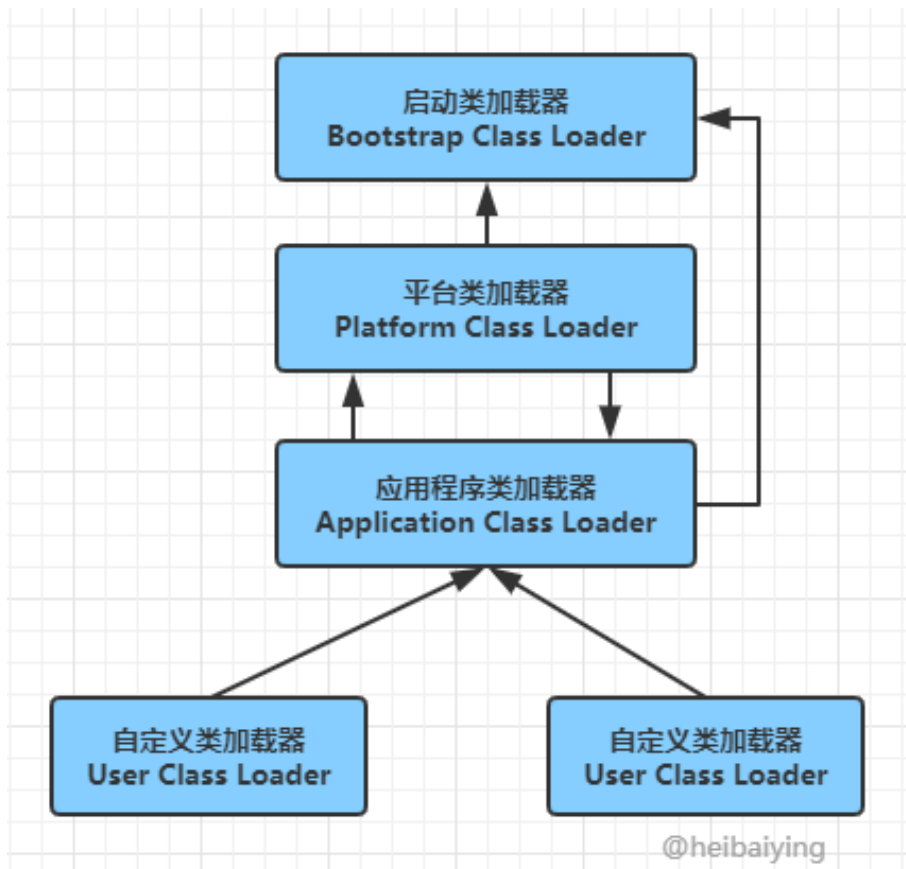 启动类加载器
Bootstrap Class Loader
平台类加载器
Platform Class Loader
应用程序类加载器
Application Class Loader
自定义类加载器
User Class Loader
自定义类加载器
User Class Loader
@heibaiying